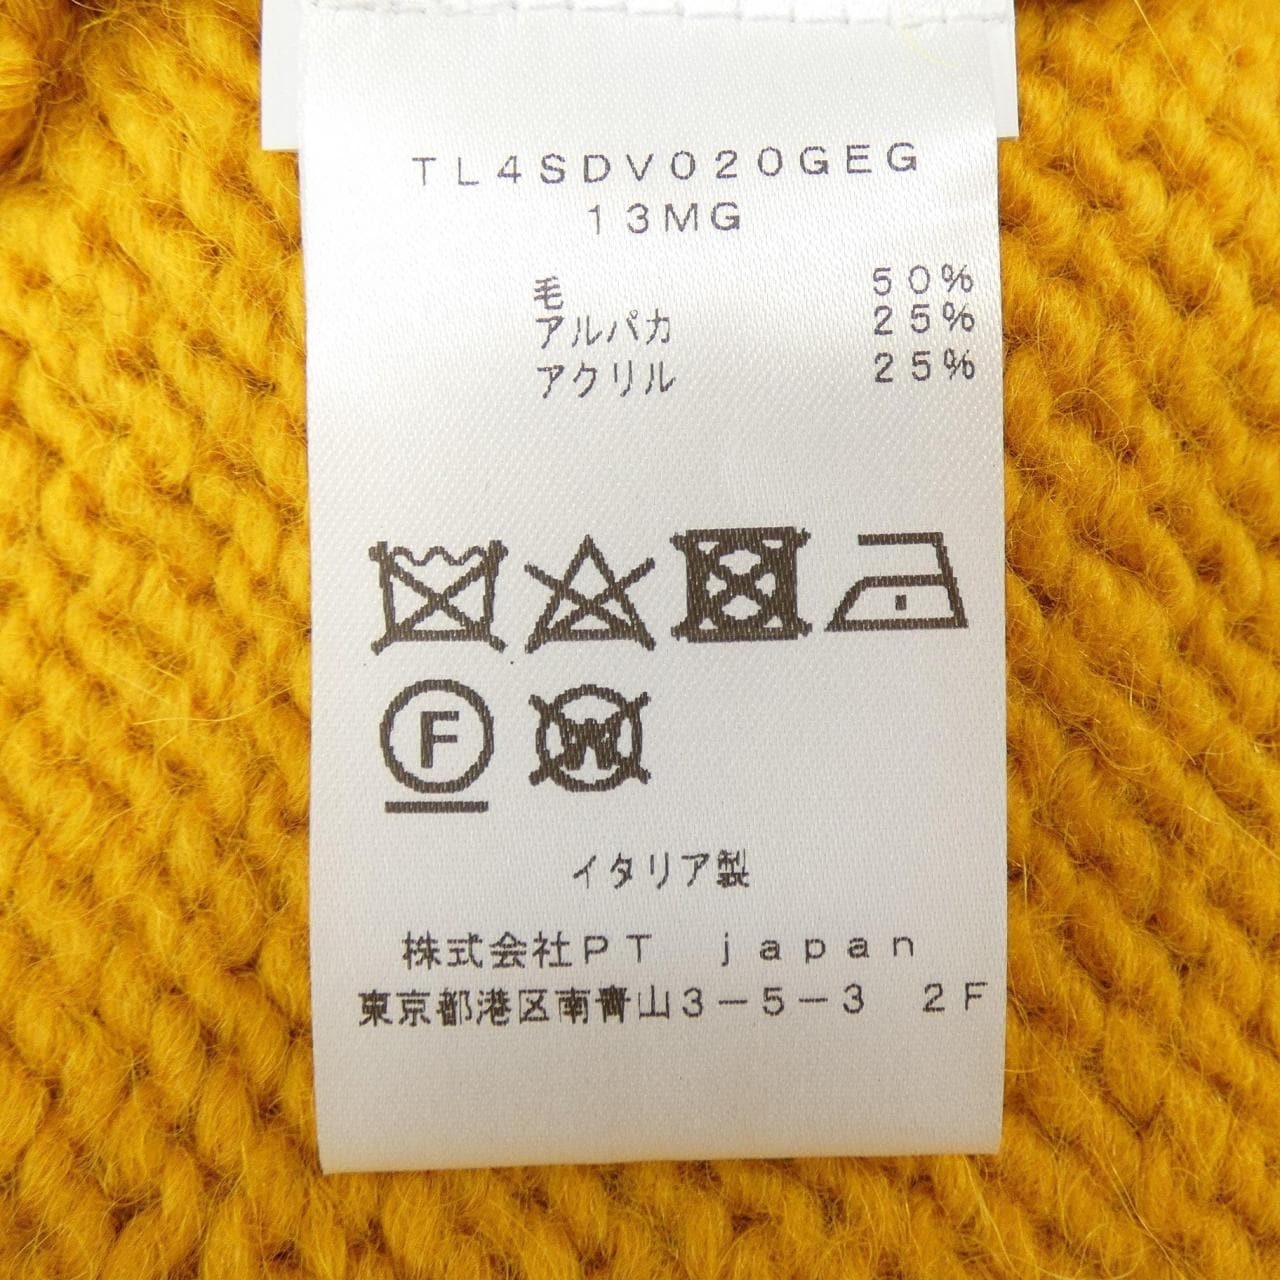 TL4SDV020GEG
13MG
毛 50%
アルパカ 25%
アクリル 25%
F W
イタリア製
株式会社PT japan
東京都港区南青山3-5-3 2F